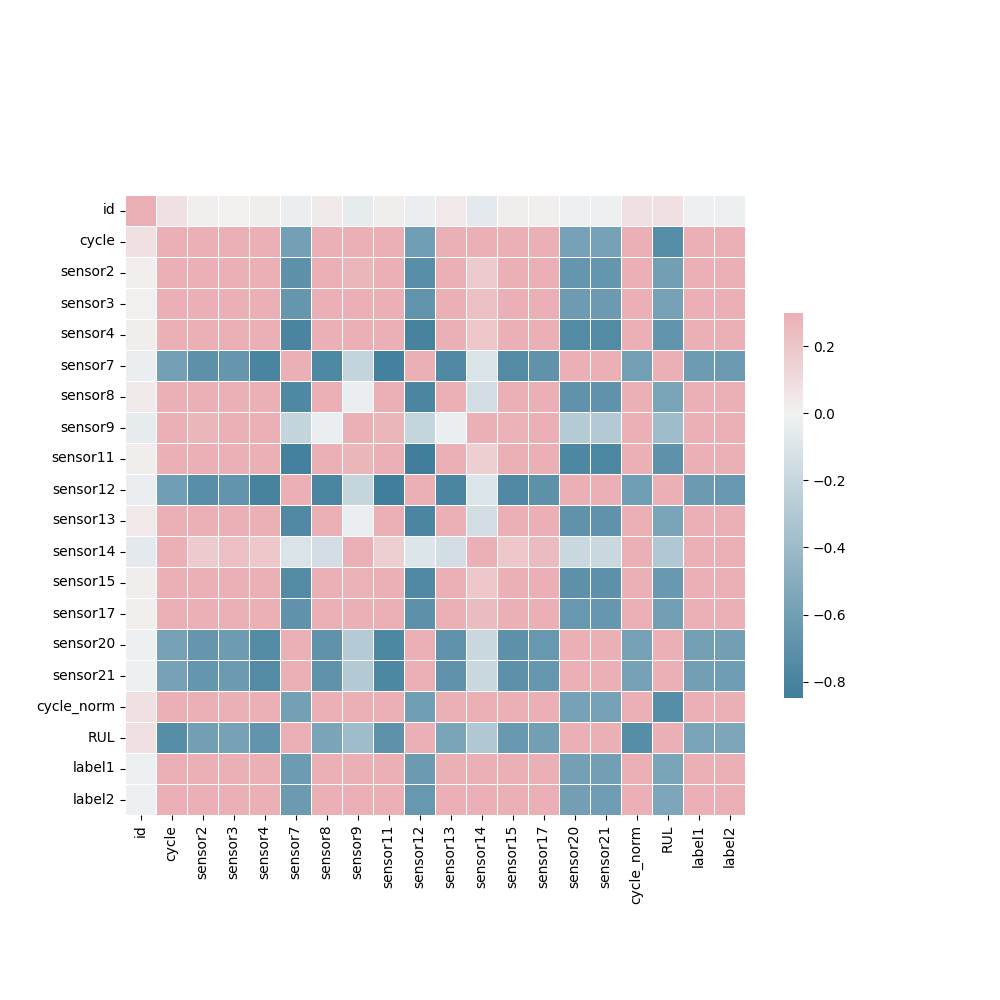 id
cycle
sensor2
sensor3
sensor4
sensor7
sensor8
sensor9
sensor11
sensor12
sensor13
sensor14
sensor15
sensor17
sensor20
sensor21
cycle_norm
RUL
label1
label2
id
cycle
sensor2
sensor3
sensor4
sensor7
sensor8
sensor9
sensor11
sensor12
sensor13
sensor14
sensor15
sensor17
sensor20
sensor21
cycle_norm
RUL
label1
label2
0.2
0.0
−0.2
−0.4
−0.6
−0.8